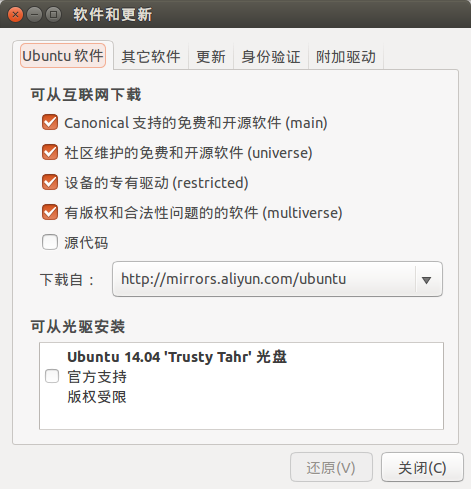 软件和更新
Ubuntu 软件 其它软件 更新 身份验证 附加驱动
可从互联网下载
Canonical 支持的免费和开源软件 (main)
社区维护的免费和开源软件 (universe)
设备的专有驱动 (restricted)
有版权和合法性问题的的软件 (multiverse)
源代码
下载自： http://mirrors.aliyun.com/ubuntu
可从光驱安装
Ubuntu 14.04 'Trusty Tahr' 光盘
官方支持
版权受限
还原(V) 关闭(C)